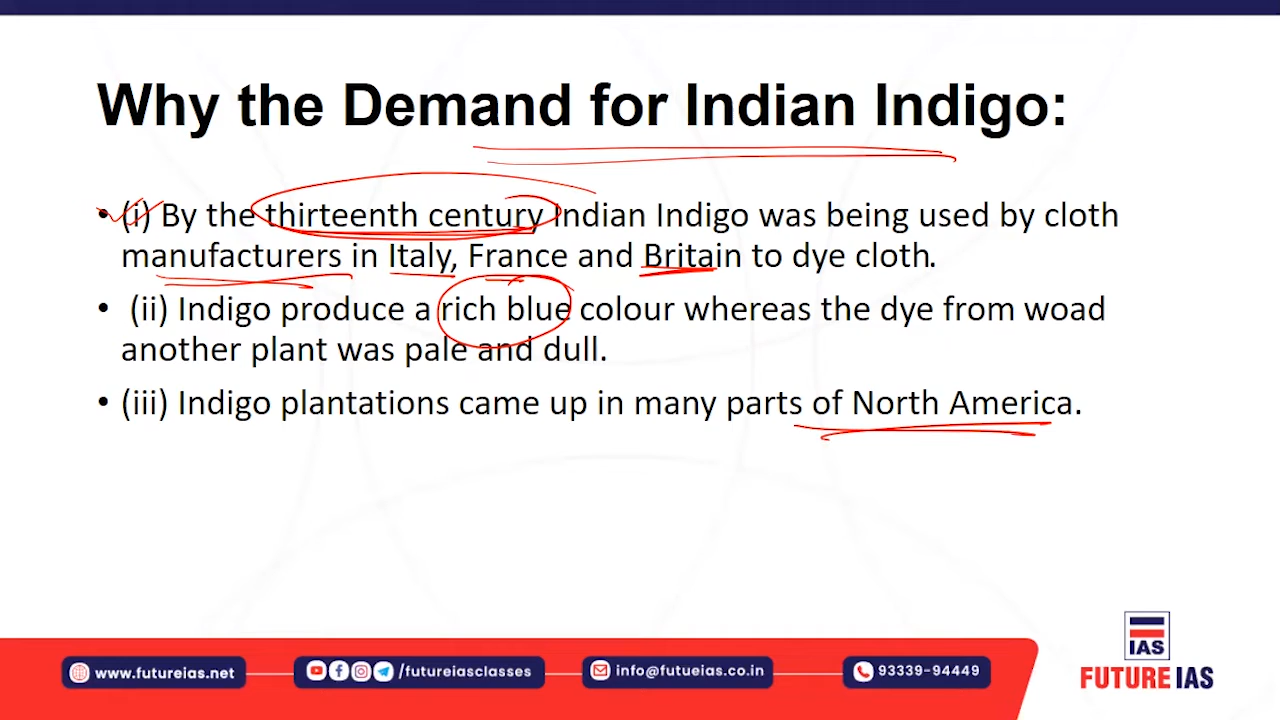 Why the Demand for Indian Indigo:
• (i) By the thirteenth century Indian Indigo was being used by cloth
manufacturers in Italy, France and Britain to dye cloth.
• (ii) Indigo produce a rich blue colour whereas the dye from woad
another plant was pale and dull.
• (iii) Indigo plantations came up in many parts of North America.
www.futureias.net
/futureiasclasses
info@futueias.co.in
93339-94449
IAS
FUTURE IAS